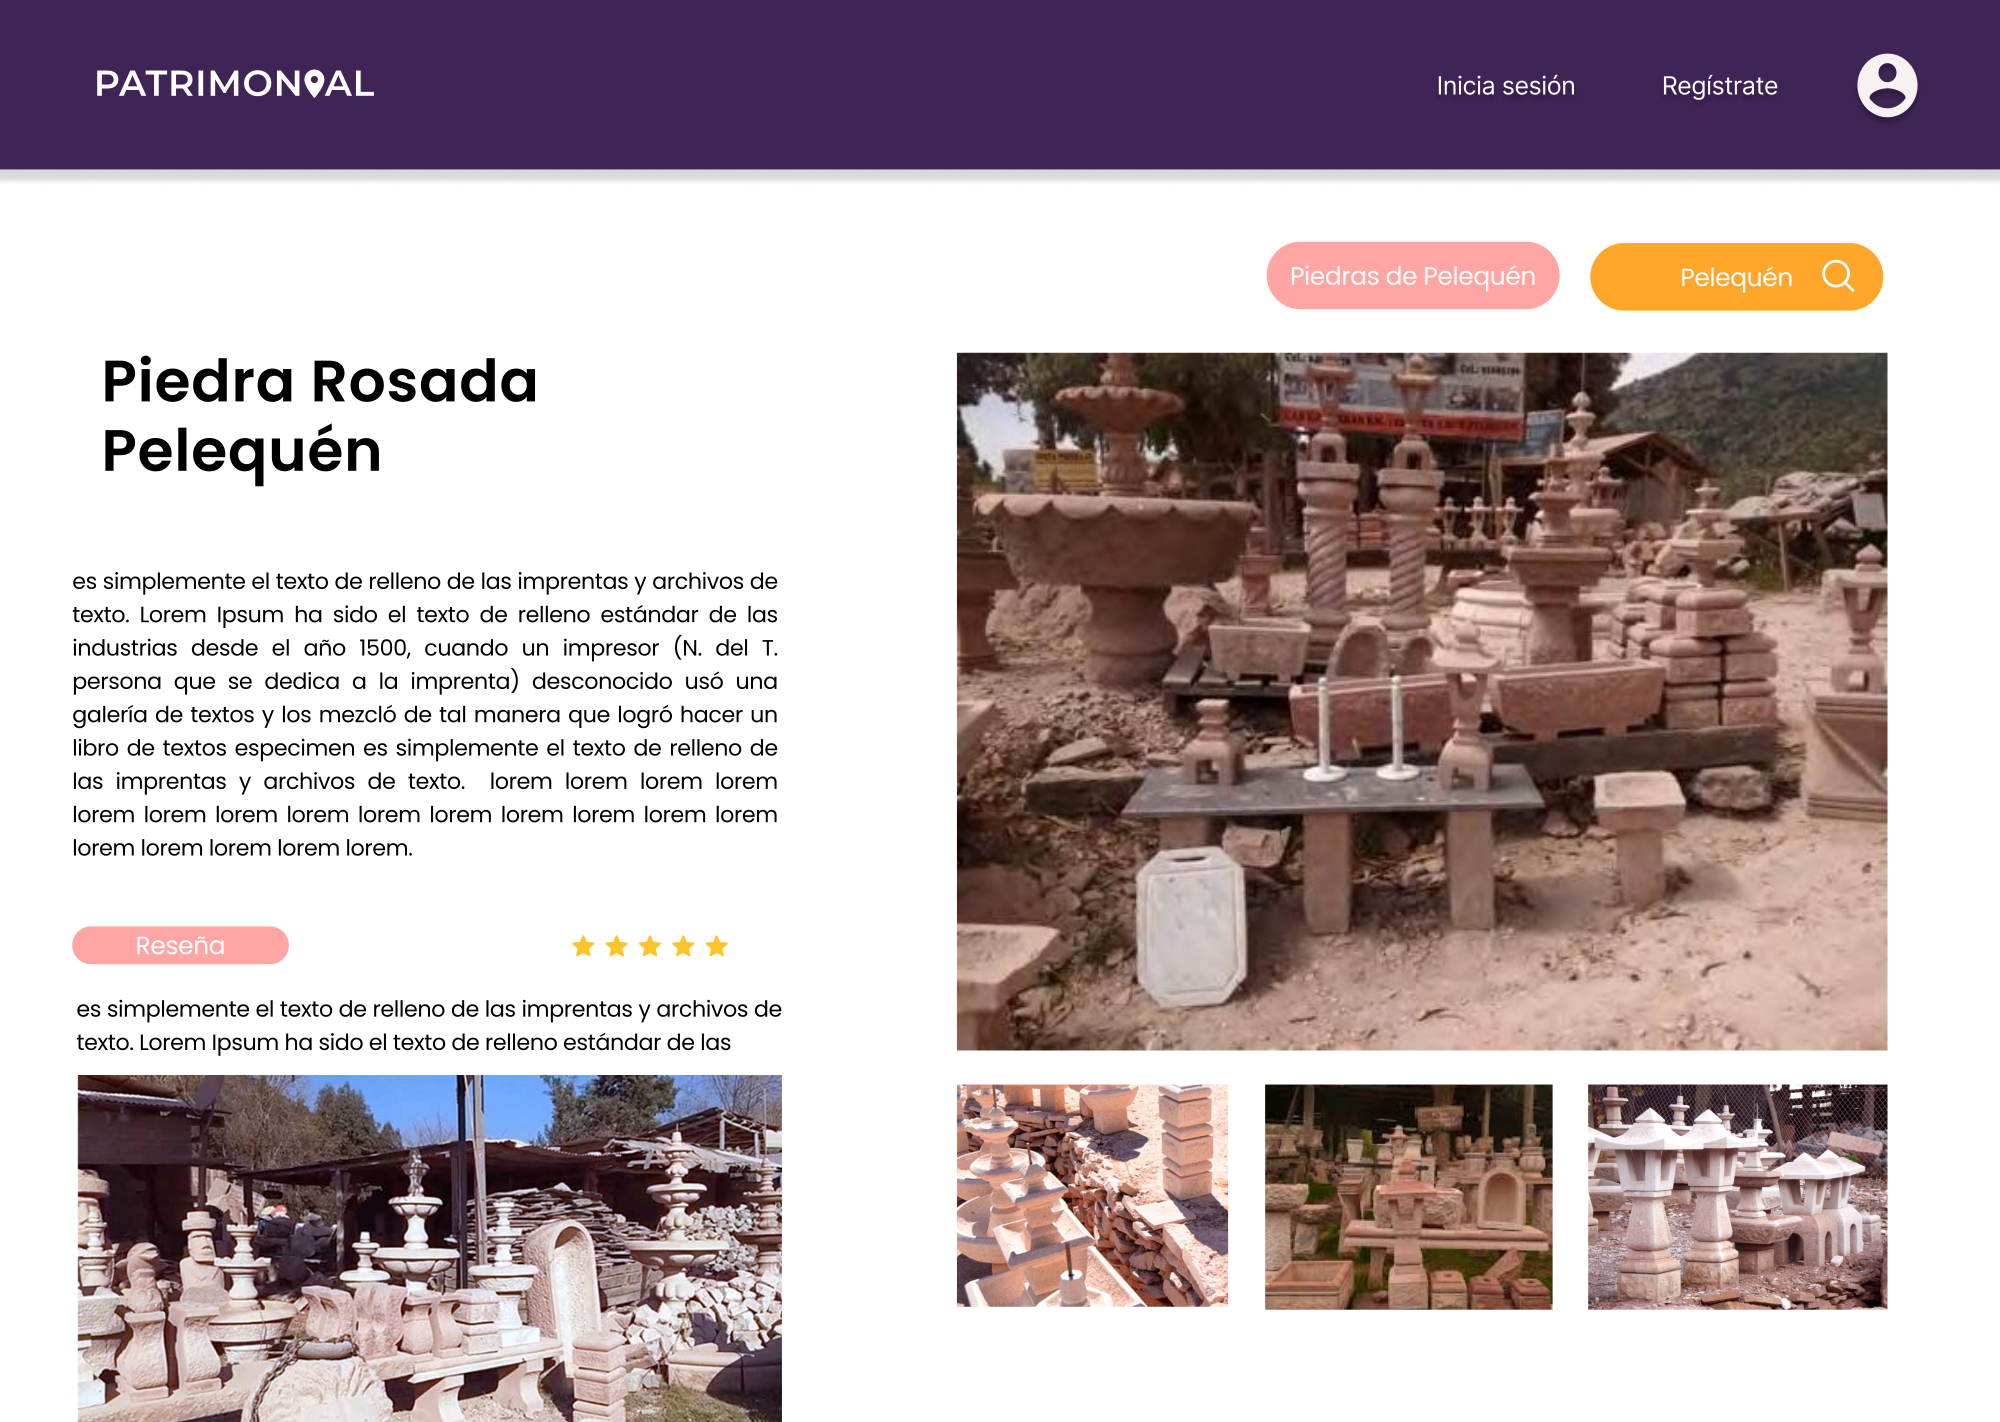 PATRIMONIAL
Inicia sesión
Regístrate
Piedras de Pelequén
Pelequén
Piedra Rosada
Pelequén
es simplemente el texto de relleno de las imprentas y archivos de
texto. Lorem Ipsum ha sido el texto de relleno estándar de las
industrias desde el año 1500, cuando un impresor (N. del T.
persona que se dedica a la imprenta) desconocido usó una
galería de textos y los mezcló de tal manera que logró hacer un
libro de textos especimen es simplemente el texto de relleno de
las imprentas y archivos de texto. lorem lorem lorem lorem
lorem lorem lorem lorem lorem lorem lorem lorem lorem lorem
lorem lorem lorem lorem lorem.
Reseña
es simplemente el texto de relleno de las imprentas y archivos de
texto. Lorem Ipsum ha sido el texto de relleno estándar de las